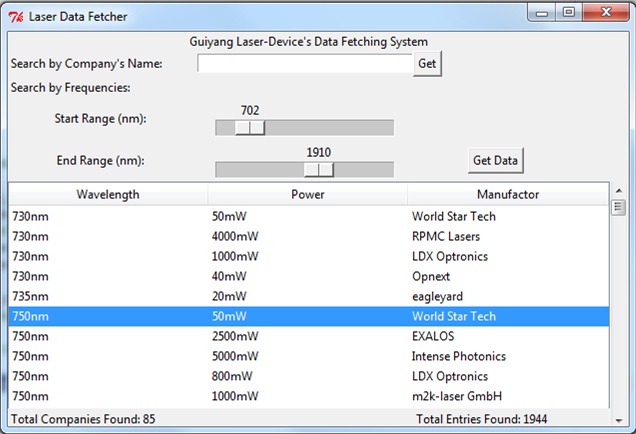 Laser Data Fetcher
Guiyang Laser-Device's Data Fetching System
Search by Company's Name: Get
Search by Frequencies:
702
Start Range (nm):
1910
End Range (nm): Get Data
Wavelength Power Manufactor
730nm 50mW World Star Tech
730nm 4000mW RPMC Lasers
730nm 1000mW LDX Optronics
730nm 40mW Opnext
735nm 20mW eagleyard
750nm 50mW World Star Tech
750nm 2500mW EXALOS
750nm 5000mW Intense Photonics
750nm 800mW LDX Optronics
750nm 1000mW m2k-laser GmbH
Total Companies Found: 85 Total Entries Found: 1944